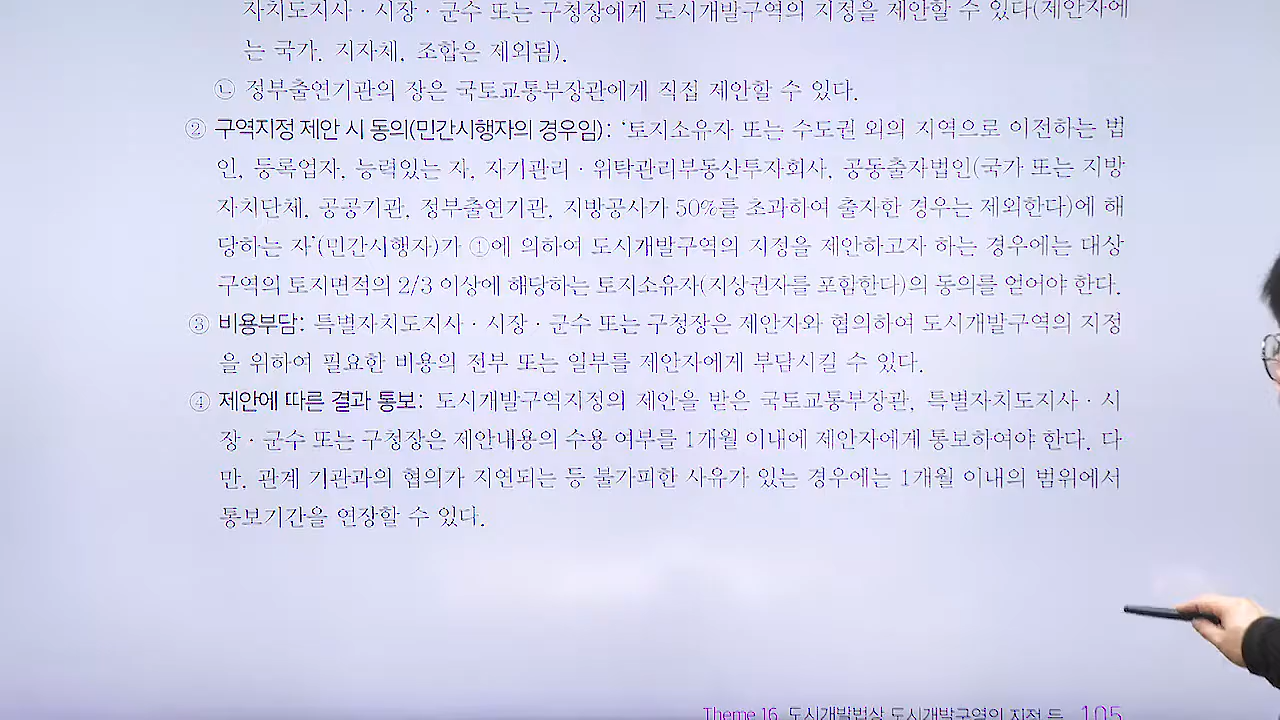 자치도지사 · 시장 · 군수 또는 구청장에게 도시개발구역의 지정을 제안할 수 있다(제안자에
는 국가, 지자체, 조합은 제외됨).
㉡ 정부출연기관의 장은 국토교통부장관에게 직접 제안할 수 있다.
② 구역지정 제안 시 동의(민간시행자의 경우임): ‘토지소유자 또는 수도권 외의 지역으로 이전하는 법
인, 등록업자, 능력있는 자, 자기관리 · 위탁관리부동산투자회사, 공동출자법인(국가 또는 지방
자치단체, 공공기관, 정부출연기관, 지방공사가 50%를 초과하여 출자한 경우는 제외한다)에 해
당하는 자’(민간시행자)가 ①에 의하여 도시개발구역의 지정을 제안하고자 하는 경우에는 대상
구역의 토지면적의 2/3 이상에 해당하는 토지소유자(지상권자를 포함한다)의 동의를 얻어야 한다.
③ 비용부담: 특별자치도지사 · 시장 · 군수 또는 구청장은 제안자와 협의하여 도시개발구역의 지정
을 위하여 필요한 비용의 전부 또는 일부를 제안자에게 부담시킬 수 있다.
④ 제안에 따른 결과 통보: 도시개발구역지정의 제안을 받은 국토교통부장관, 특별자치도지사 · 시
장 · 군수 또는 구청장은 제안내용의 수용 여부를 1개월 이내에 제안자에게 통보하여야 한다. 다
만, 관계 기관과의 협의가 지연되는 등 불가피한 사유가 있는 경우에는 1개월 이내의 범위에서
통보기간을 연장할 수 있다.
Theme 16 도시개발법상 도시개발구역의 지정 등 105